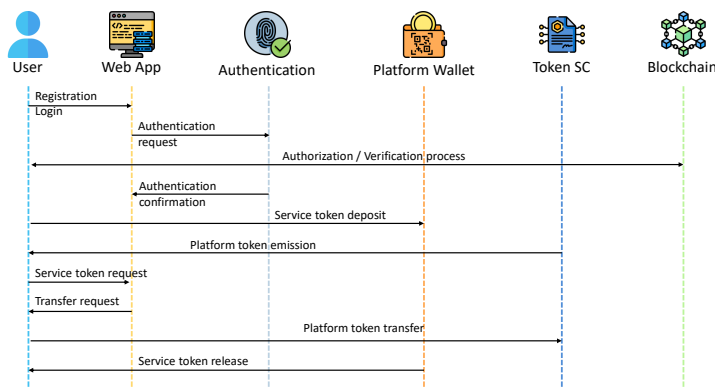 User
Web App
Authentication
Platform Wallet
Token SC
Blockchain
Registration
Login
Authentication
request
Authorization / Verification process
Authentication
confirmation
Service token deposit
Platform token emission
Service token request
Transfer request
Platform token transfer
Service token release